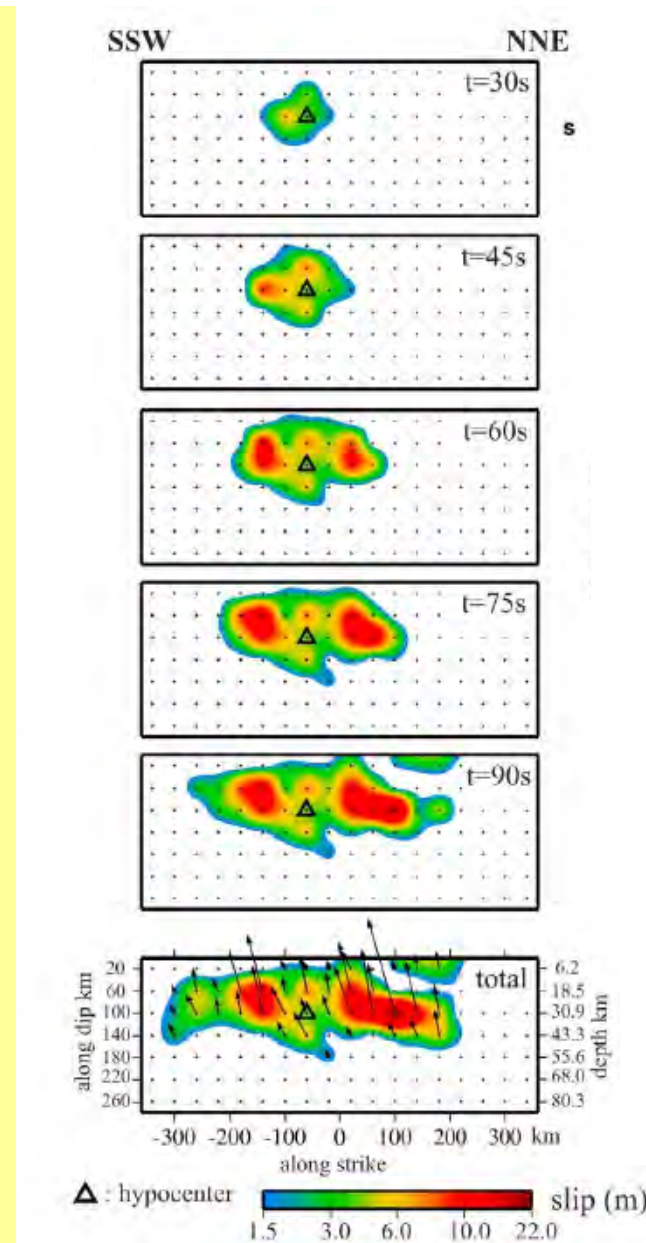 SSW NNE
t=30s
s
t=45s
t=60s
t=75s
t=90s
total
along dip km
20
60
100
140
180
220
260
6.2
18.5
30.9
43.3
55.6
68.0
80.3
depth km
-300 -200 -100 0 100 200 300 km
along strike
: hypocenter
slip (m)
1.5 3.0 6.0 10.0 22.0